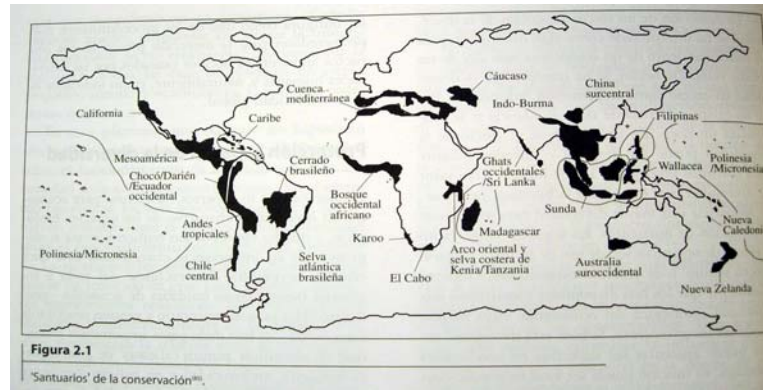 California
Caribe
Mesoamérica
Chocó/Darién
/Ecuador
occidental
Andes
tropicales
Polinesia/Micronesia
Chile
central
Cerrado
brasileño
Selva
atlántica
brasileña
Cuenca
mediterránea
Cáucaso
Bosque
occidental
africano
Karoo
El Cabo
Arco oriental y
selva costera de
Kenia/Tanzania
Madagascar
Ghats
occidentales/
/Sri Lanka
Indo-Burma
China
surcentral
Filipinas
Wallacea
Sunda
Polinesia
/Micronesia
Nueva
Caledoni
Australia
suroccidental
Nueva Zelanda
Figura 2.1
'Santuarios' de la conservación